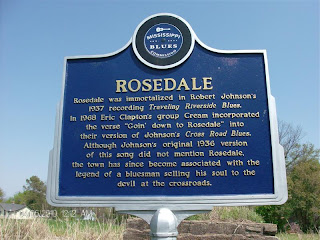 MISSISSIPPI
BLUES
COMMISSION
ROSEDALE
Rosedale was immortalized in Robert Johnson's
1937 recording Traveling Riverside Blues.
In 1968 Eric Clapton's group Cream incorporated
the verse "Goin' down to Rosedale" into
their version of Johnson's Cross Road Blues.
Although Johnson's original 1936 version
of this song did not mention Rosedale,
the town has since become associated with the
legend of a bluesman selling his soul to the
devil at the crossroads.